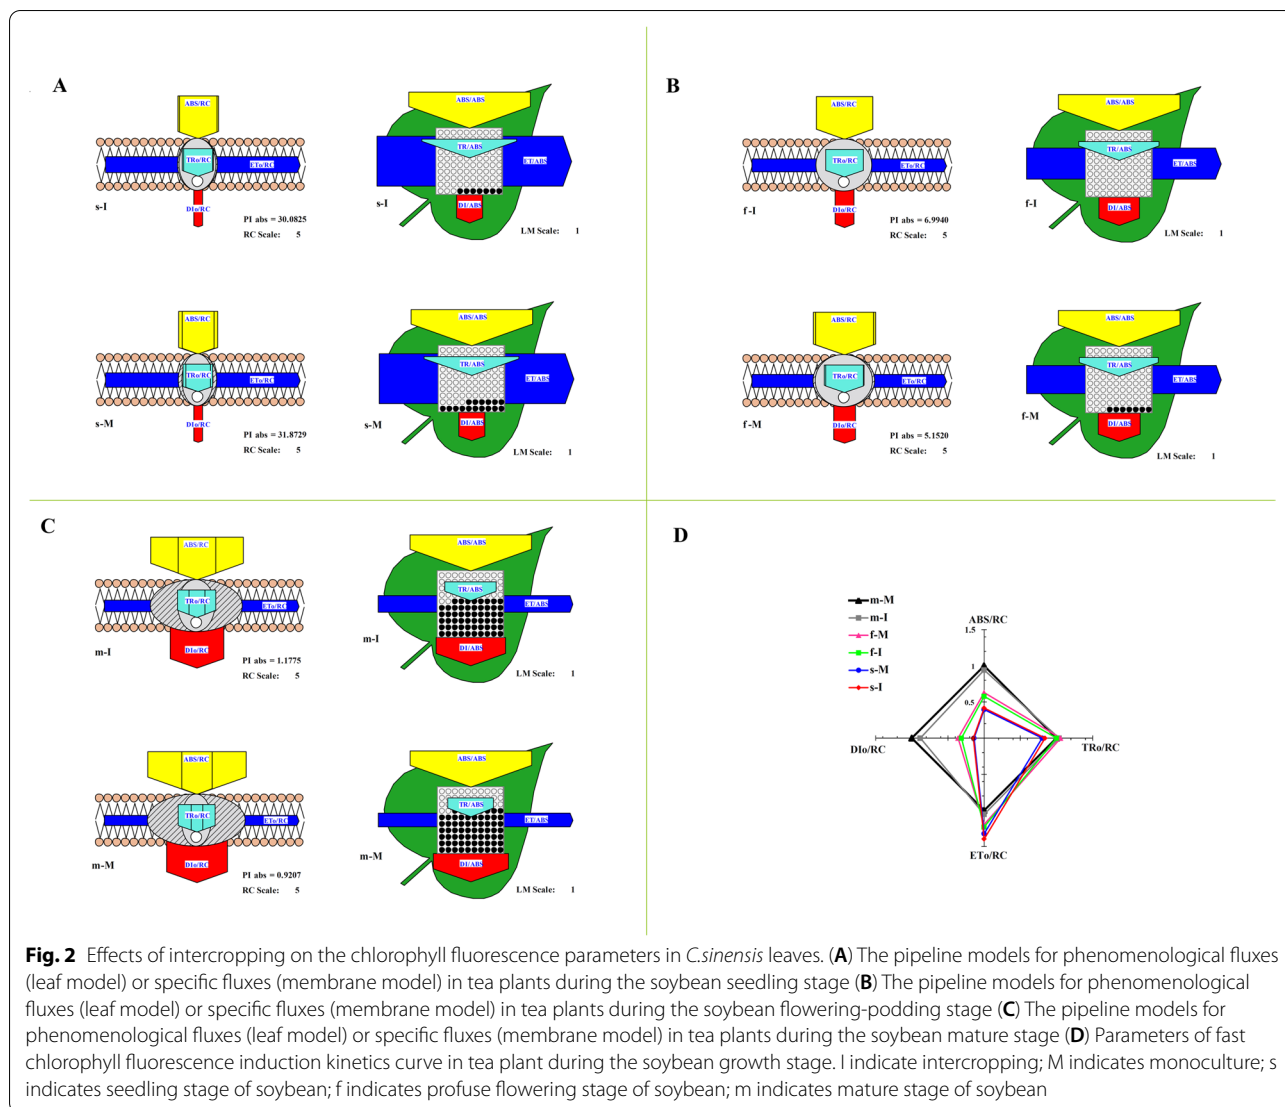 A
ABS/RC
TRo/RC
ETo/RC
DIo/RC
s-I
PI abs = 30.0825
RC Scale: 5
ABS/ABS
TR/ABS
ET/ABS
DI/ABS
s-I
LM Scale: 1
ABS/RC
TRo/RC
ETo/RC
DIo/RC
s-M
PI abs = 31.8729
RC Scale: 5
ABS/ABS
TR/ABS
ET/ABS
DI/ABS
s-M
LM Scale: 1
B
ABS/RC
TRo/RC
ETo/RC
DIo/RC
f-I
PI abs = 6.9940
RC Scale: 5
ABS/ABS
TR/ABS
ET/ABS
DI/ABS
f-I
LM Scale: 1
ABS/RC
TRo/RC
ETo/RC
DIo/RC
f-M
PI abs = 5.1520
RC Scale: 5
ABS/ABS
TR/ABS
ET/ABS
DI/ABS
f-M
LM Scale: 1
C
ABS/RC
TRo/RC
ETo/RC
DIo/RC
m-I
PI abs = 1.1775
RC Scale: 5
ABS/ABS
TR/ABS
ET/ABS
DI/ABS
m-I
LM Scale: 1
ABS/RC
TRo/RC
ETo/RC
DIo/RC
m-M
PI abs = 0.9207
RC Scale: 5
ABS/ABS
TR/ABS
ET/ABS
DI/ABS
m-M
LM Scale: 1
D
m-M
m-I
f-M
f-I
s-M
s-I
ABS/RC
1.5
1
0.5
DIo/RC
TRo/RC
ETo/RC
Fig. 2 Effects of intercropping on the chlorophyll fluorescence parameters in C.sinensis leaves. (A) The pipeline models for phenomenological fluxes
(leaf model) or specific fluxes (membrane model) in tea plants during the soybean seedling stage (B) The pipeline models for phenomenological
fluxes (leaf model) or specific fluxes (membrane model) in tea plants during the soybean flowering-podding stage (C) The pipeline models for
phenomenological fluxes (leaf model) or specific fluxes (membrane model) in tea plants during the soybean mature stage (D) Parameters of fast
chlorophyll fluorescence induction kinetics curve in tea plant during the soybean growth stage. I indicate intercropping; M indicates monoculture; s
indicates seedling stage of soybean; f indicates profuse flowering stage of soybean; m indicates mature stage of soybean